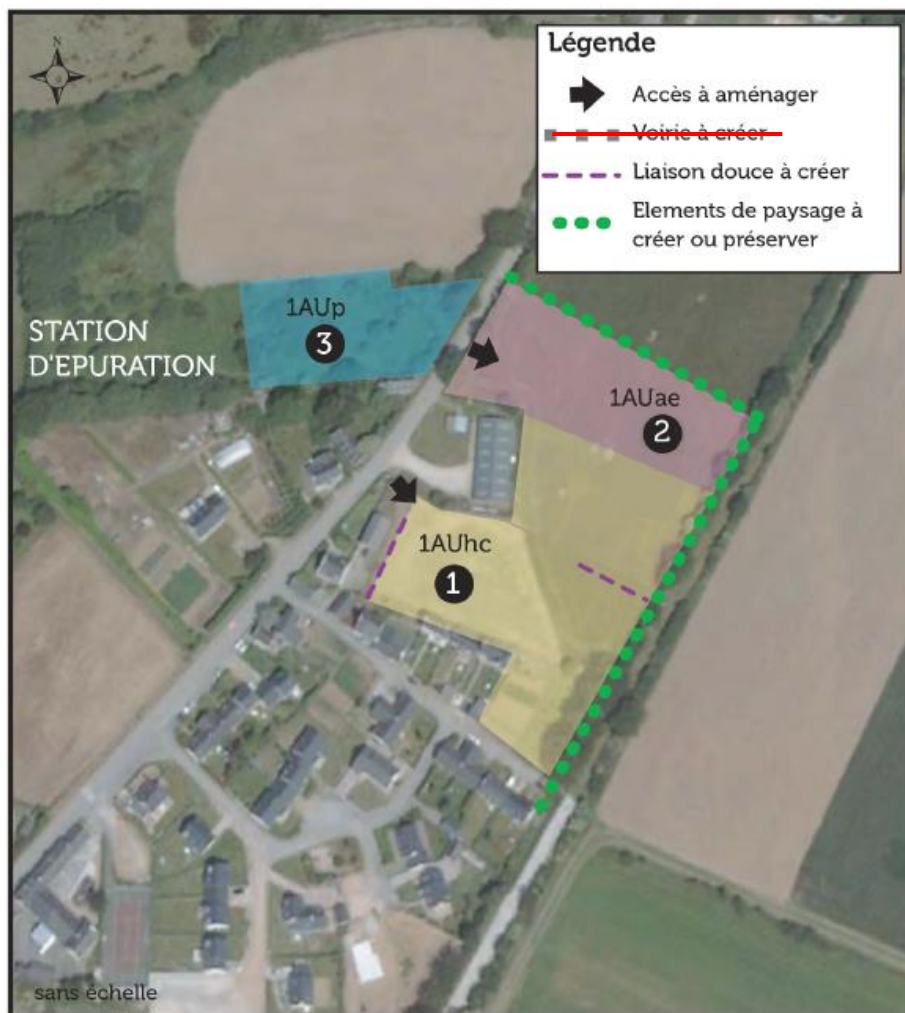 N
Légende
Accès à aménager
Voirie à créer
Liaison douce à créer
Elements de paysage à
créer ou préserver
1AUp
3
STATION
D'EPURATION
1AUae
2
1AUhc
1
sans échelle